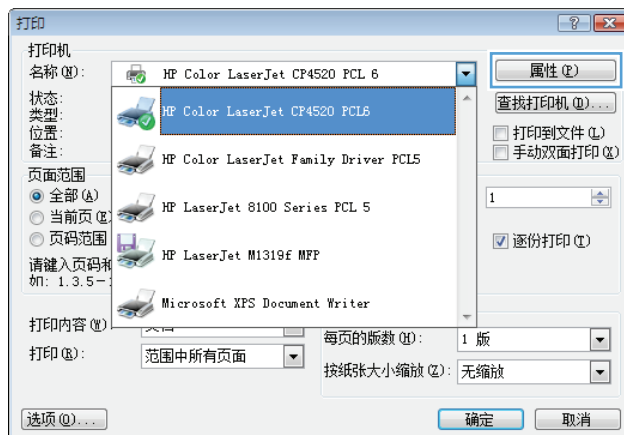 打印
打印机
名称(N): HP Color LaserJet CP4520 PCL 6 属性(P)
状态: HP Color LaserJet CP4520 PCL6 查找打印机(D)...
类型:
位置: 打印到文件(L)
备注: HP Color LaserJet Family Driver PCL5 手动双面打印(X)
页面范围
全部(A) HP LaserJet 8100 Series PCL 5 1
当前页(E)
页码范围 HP LaserJet M1319f MFP 逐份打印(T)
请键入页码和
如: 1.3.5-1
Microsoft XPS Document Writer
打印内容(W):
每页的版数(H): 1 版
打印(R): 范围中所有页面
按纸张大小缩放(Z): 无缩放
选项(O)... 确定 取消